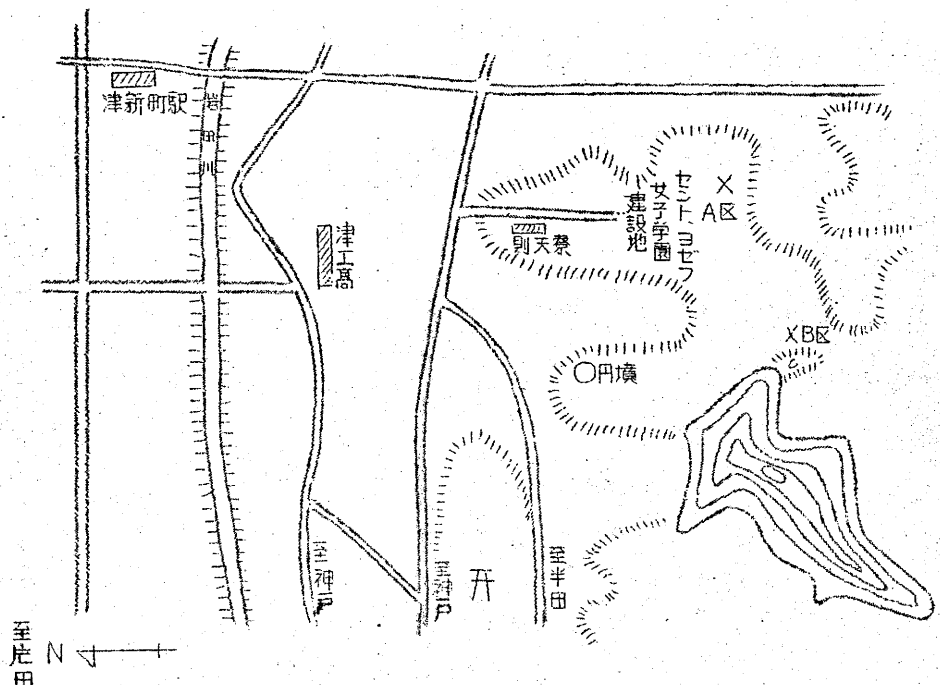 津新町駅
岩田川
津工高
則天寮
セントヨゼフ
女子学園
建設地
X
A区
XB区
○円墳
至神戸
至神戸
至半田
至片田
N